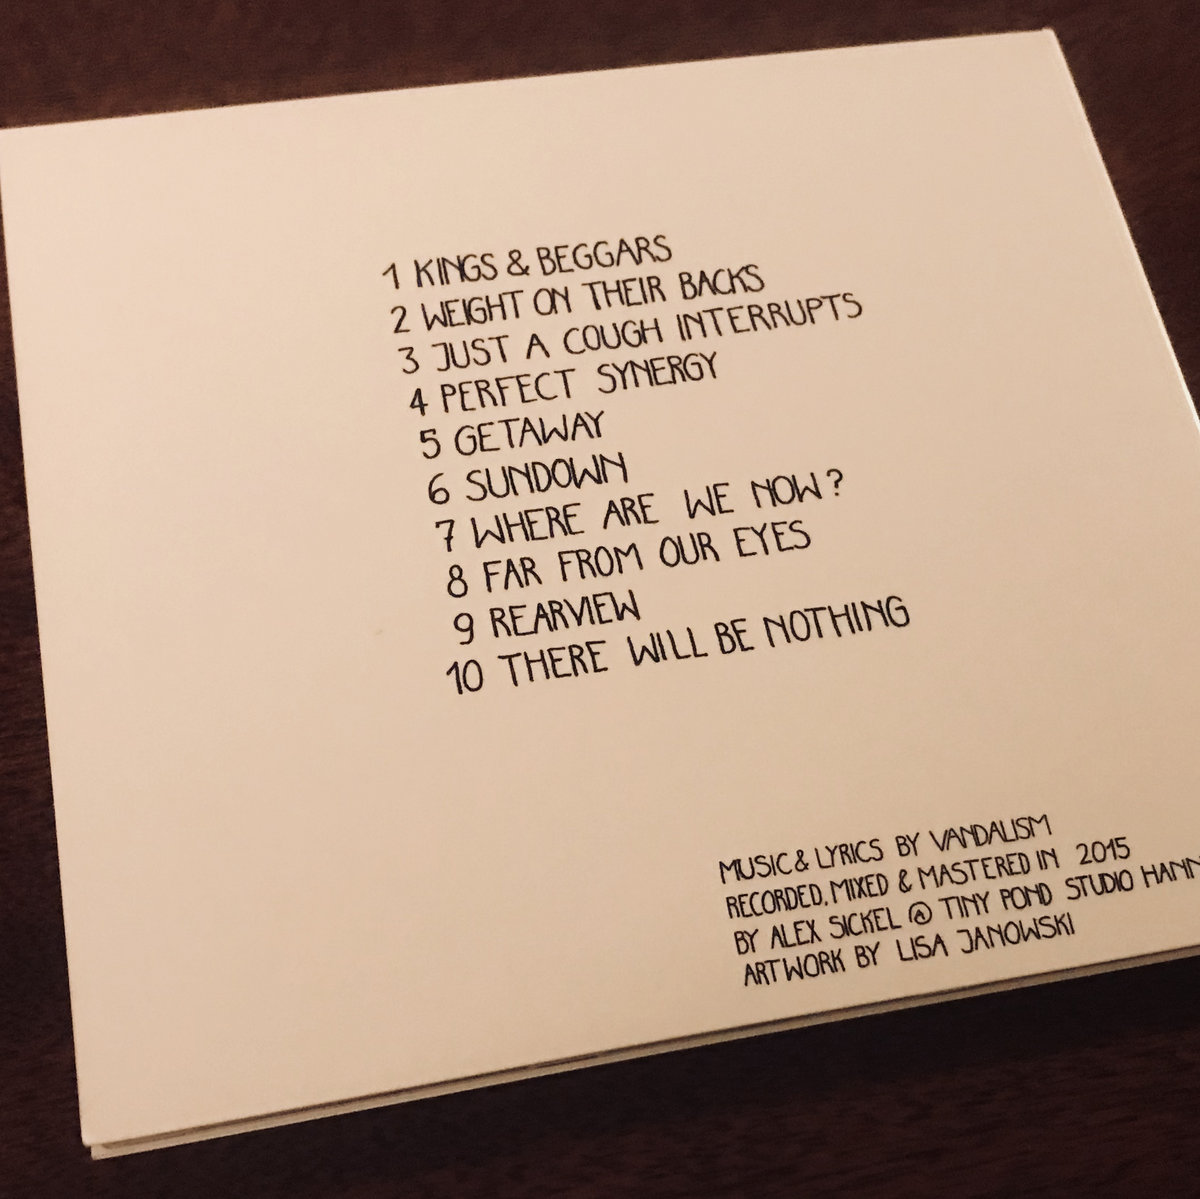 1 KINGS & BEGGARS
2 WEIGHT ON THEIR BACKS
3 JUST A COUGH INTERRUPTS
4 PERFECT SYNERGY
5 GETAWAY
6 SUNDOWN
7 WHERE ARE WE NOW?
8 FAR FROM OUR EYES
9 REARVIEW
10 THERE WILL BE NOTHING
MUSIC & LYRICS BY VANDALISM
RECORDED, MIXED & MASTERED IN 2015
BY ALEX SICKEL @ TINY POND STUDIO
ARTWORK BY LISA JANOWSKI